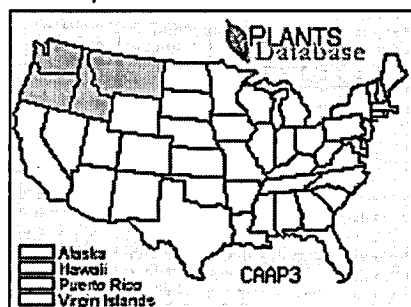 PLANTS
Database
Alaska
Hawaii
Puerto Rico
Virgin Islands
CAAP3